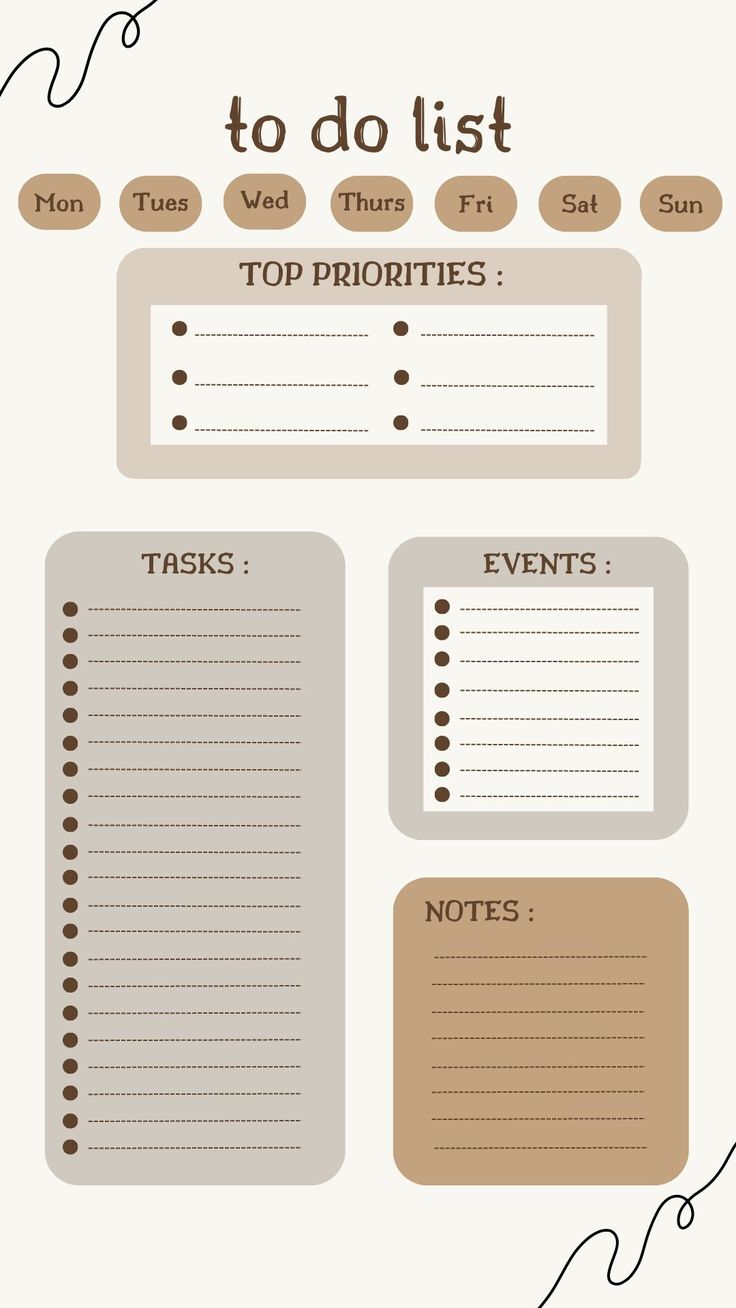 to do list
Mon Tues Wed Thurs Fri Sat Sun
TOP PRIORITIES :
TASKS :
EVENTS :
NOTES :